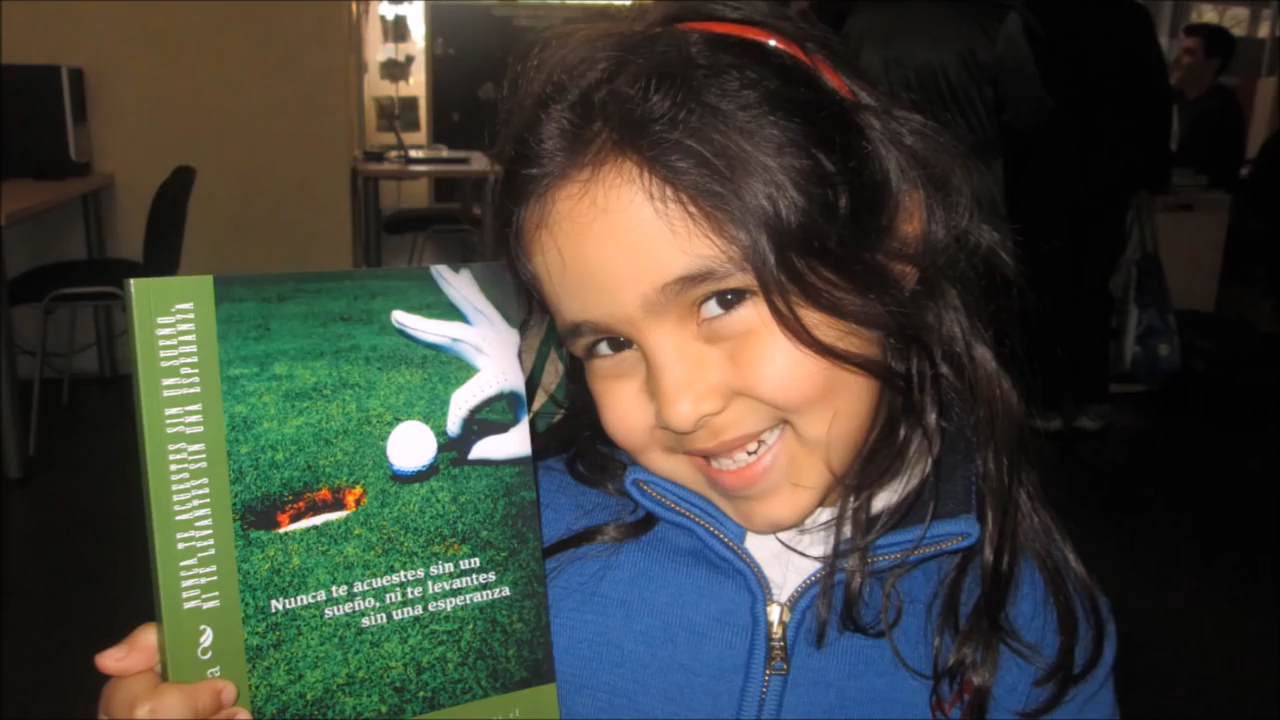 NUNCA TE ACUESTES SIN UN SUEÑO,
NI TE LEVANTES SIN UNA ESPERANZA
Nunca te acuestes sin un
sueño, ni te levantes
sin una esperanza